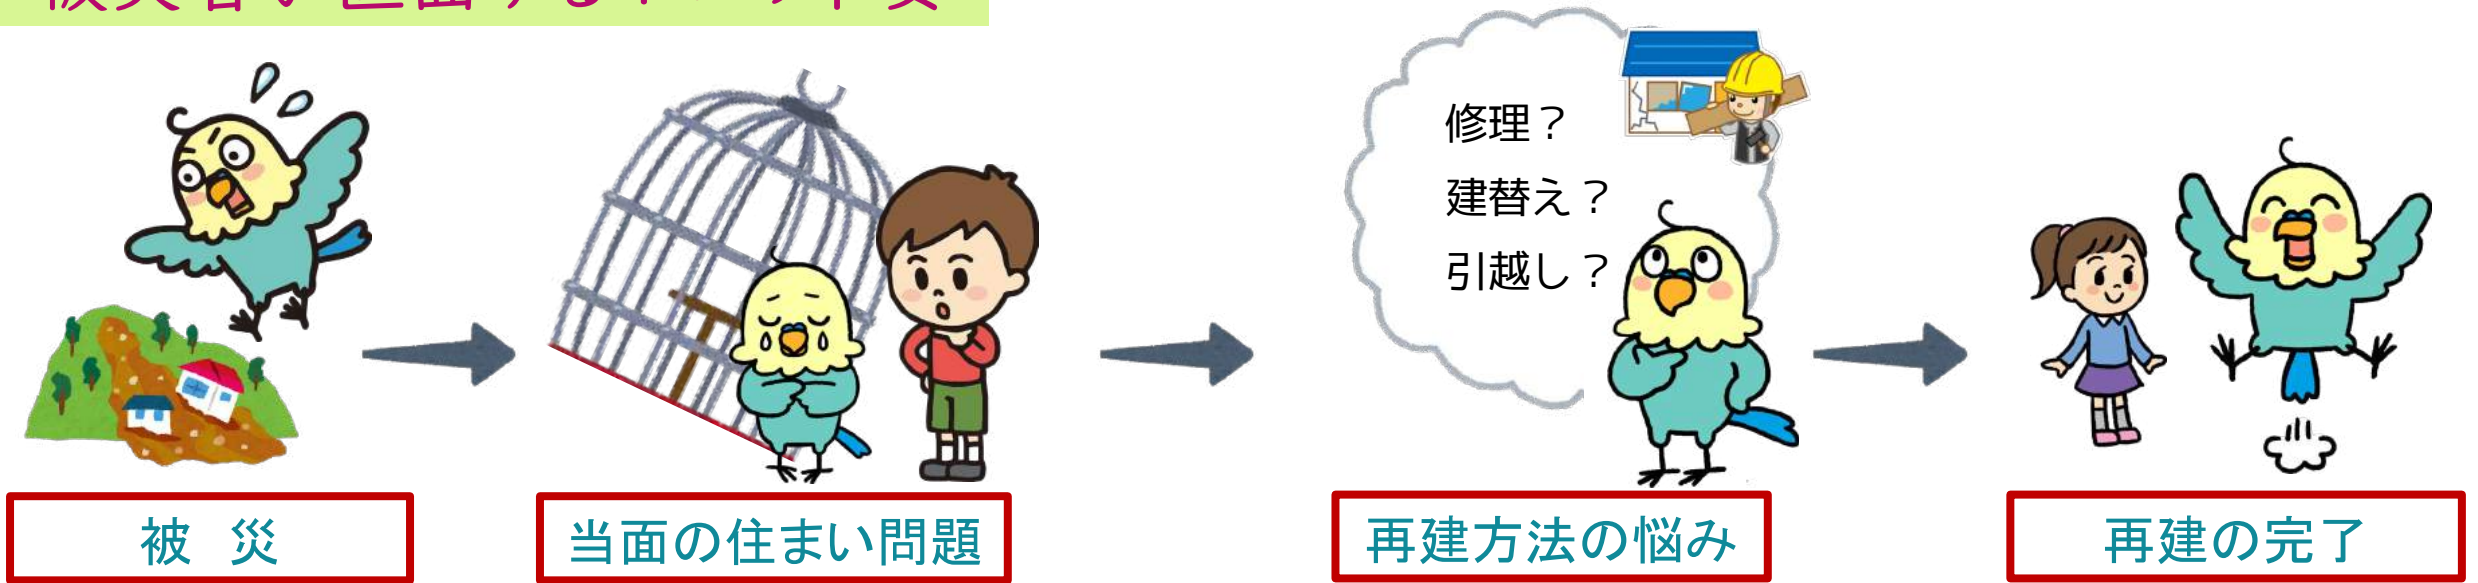 修理？
建替え？
引越し？
被 災
当面の住まい問題
再建方法の悩み
再建の完了